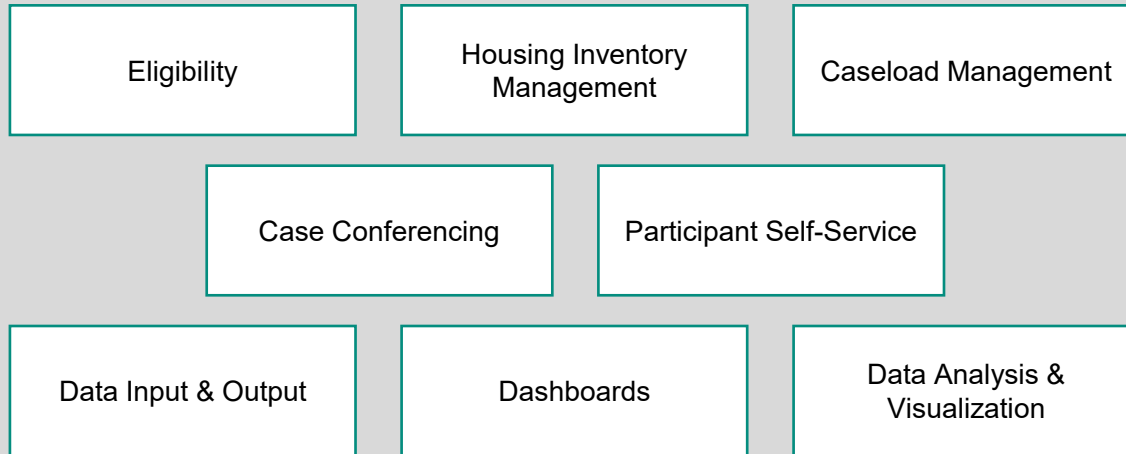 Eligibility
Housing Inventory
Management
Caseload Management
Case Conferencing
Participant Self-Service
Data Input & Output
Dashboards
Data Analysis &
Visualization